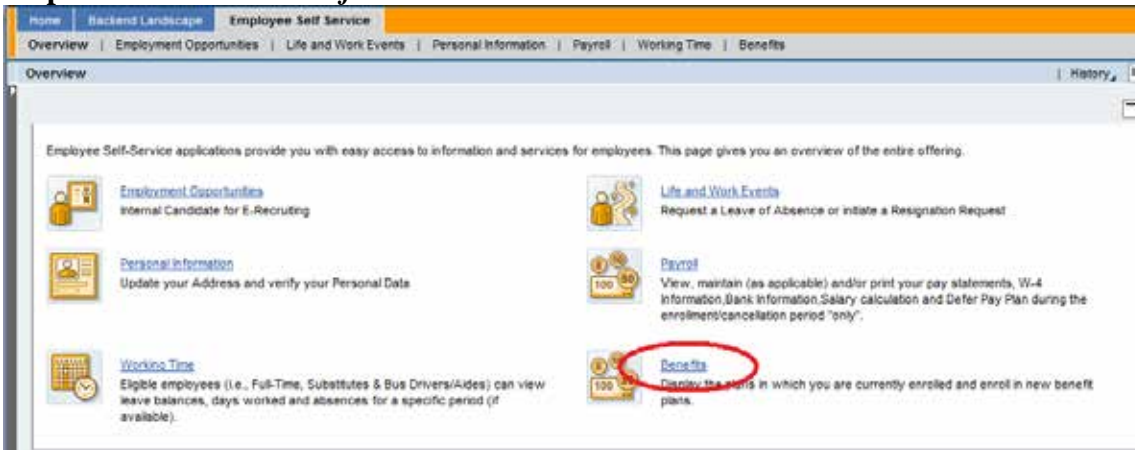 Home Backend Landscape Employee Self Service
Overview | Employment Opportunities | Life and Work Events | Personal Information | Payroll | Working Time | Benefits
Overview | History
Employee Self-Service applications provide you with easy access to information and services for employees. This page gives you an overview of the entire offering.
Employment Opportunities
Internal Candidate for E-Recruiting
Life and Work Events
Request a Leave of Absence or initiate a Resignation Request
Personal Information
Update your Address and verify your Personal Data
Payroll
View, maintain (as applicable) and/or print your pay statements, W-4
Information,Bank Information,Salary calculation and Defer Pay Plan during the
enrolment/cancellation period "only".
Working Time
Eligible employees (i.e., Full-Time, Substitutes & Bus Drivers/Aides) can view
leave balances, days worked and absences for a specific period (if
available).
Benefits
Display the plans in which you are currently enrolled and enroll in new benefit
plans.